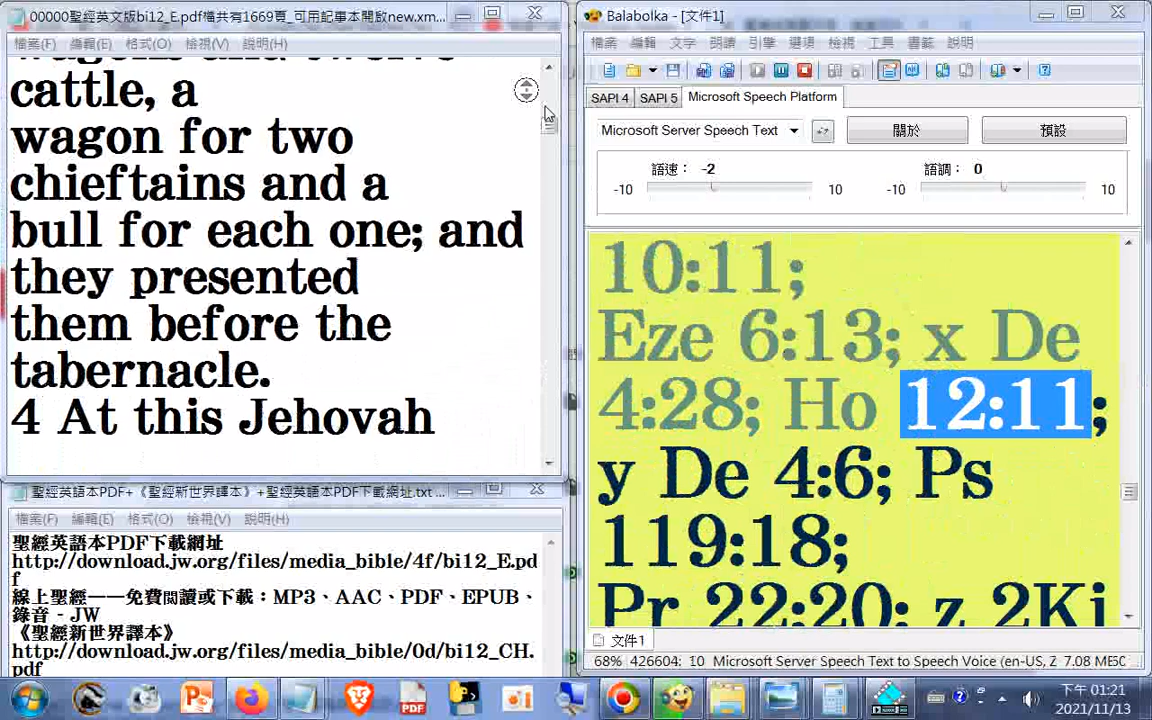 00000聖經英文版bi12_E.pdf檔共有1669頁_可用記事本開啟new.xm...
檔案(F) 編輯(E) 格式(O) 檢視(V) 說明(H)
wagons and twelve
cattle, a
wagon for two
chieftains and a
bull for each one; and
they presented
them before the
tabernacle.
4 At this Jehovah
聖經英語本PDF+《聖經新世界譯本》+聖經英語本PDF下載網址.txt ...
檔案(F) 編輯(E) 格式(O) 檢視(V) 說明(H)
聖經英語本PDF下載網址
http://download.jw.org/files/media_bible/4f/bi12_E.pd
f
線上聖經——免費閱讀或下載：MP3、AAC、PDF、EPUB、
錄音 - JW
《聖經新世界譯本》
http://download.jw.org/files/media_bible/0d/bi12_CH.
pdf
Balabolka - [文件1]
檔案 編輯 文字 朗讀 引擎 選項 檢視 工具 書籤 說明
SAPI 4 SAPI 5 Microsoft Speech Platform
Microsoft Server Speech Text 關於 預設
語速： -2 語調： 0
-10 10 -10 10
10:11;
Eze 6:13; x De
4:28; Ho 12:11;
y De 4:6; Ps
119:18;
Pr 22:20; z 2Ki
文件1
68% 426604: 10 Microsoft Server Speech Text to Speech Voice (en-US, Z 7.08 ME5C
下午 01:21
2021/11/13